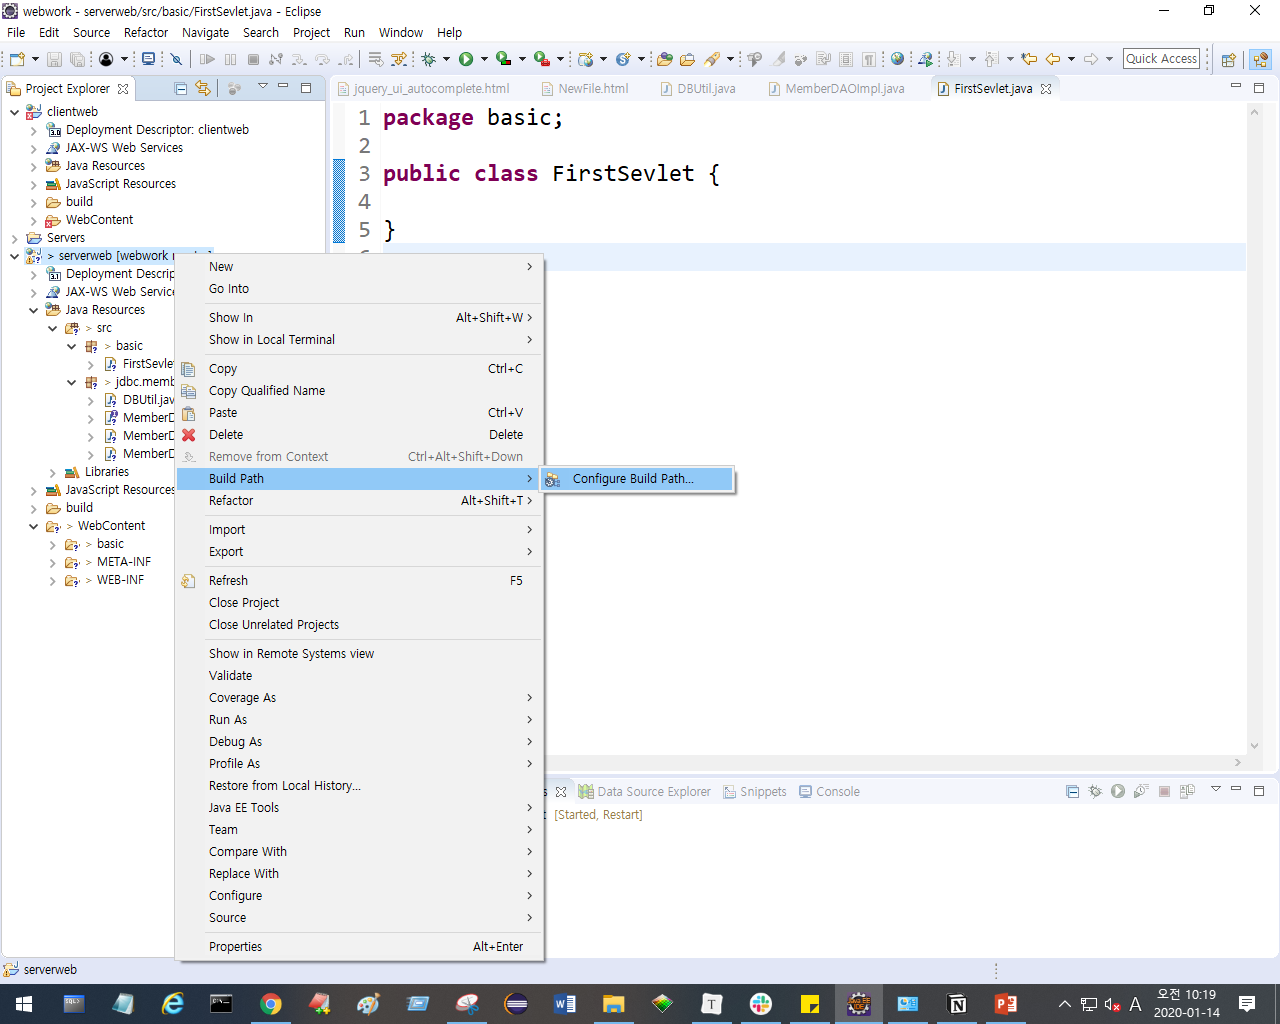 webwork - serverweb/src/basic/FirstSevlet.java - Eclipse
File Edit Source Refactor Navigate Search Project Run Window Help
Quick Access
Project Explorer
jquery_ui_autocomplete.html NewFile.html DBUtil.java MemberDAOImpl.java FirstSevlet.java
clientweb
Deployment Descriptor: clientweb
JAX-WS Web Services
Java Resources
JavaScript Resources
build
WebContent
Servers
> serverweb [webwork
Deployment Descrip
JAX-WS Web Service
Java Resources
> src
> basic
FirstSevle
> jdbc.memb
DBUtil.jav
MemberD
MemberD
MemberD
Libraries
JavaScript Resources
build
> WebContent
> basic
> META-INF
> WEB-INF
1 package basic;
2
3 public class FirstSevlet {
4
5 }
New
Go Into
Show In Alt+Shift+W
Show in Local Terminal
Copy Ctrl+C
Copy Qualified Name
Paste Ctrl+V
Delete Delete
Remove from Context Ctrl+Alt+Shift+Down
Build Path
Configure Build Path...
Refactor Alt+Shift+T
Import
Export
Refresh F5
Close Project
Close Unrelated Projects
Show in Remote Systems view
Validate
Coverage As
Run As
Debug As
Profile As
Restore from Local History...
Java EE Tools
Team
Compare With
Replace With
Configure
Source
Properties Alt+Enter
Data Source Explorer Snippets Console
[Started, Restart]
serverweb
A
오전 10:19
2020-01-14